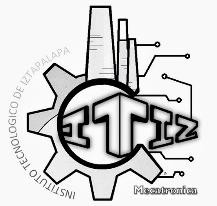 INSTITUTO TECNOLOGICO DE IZTAPALAPA
ITIZ
Mecatronica